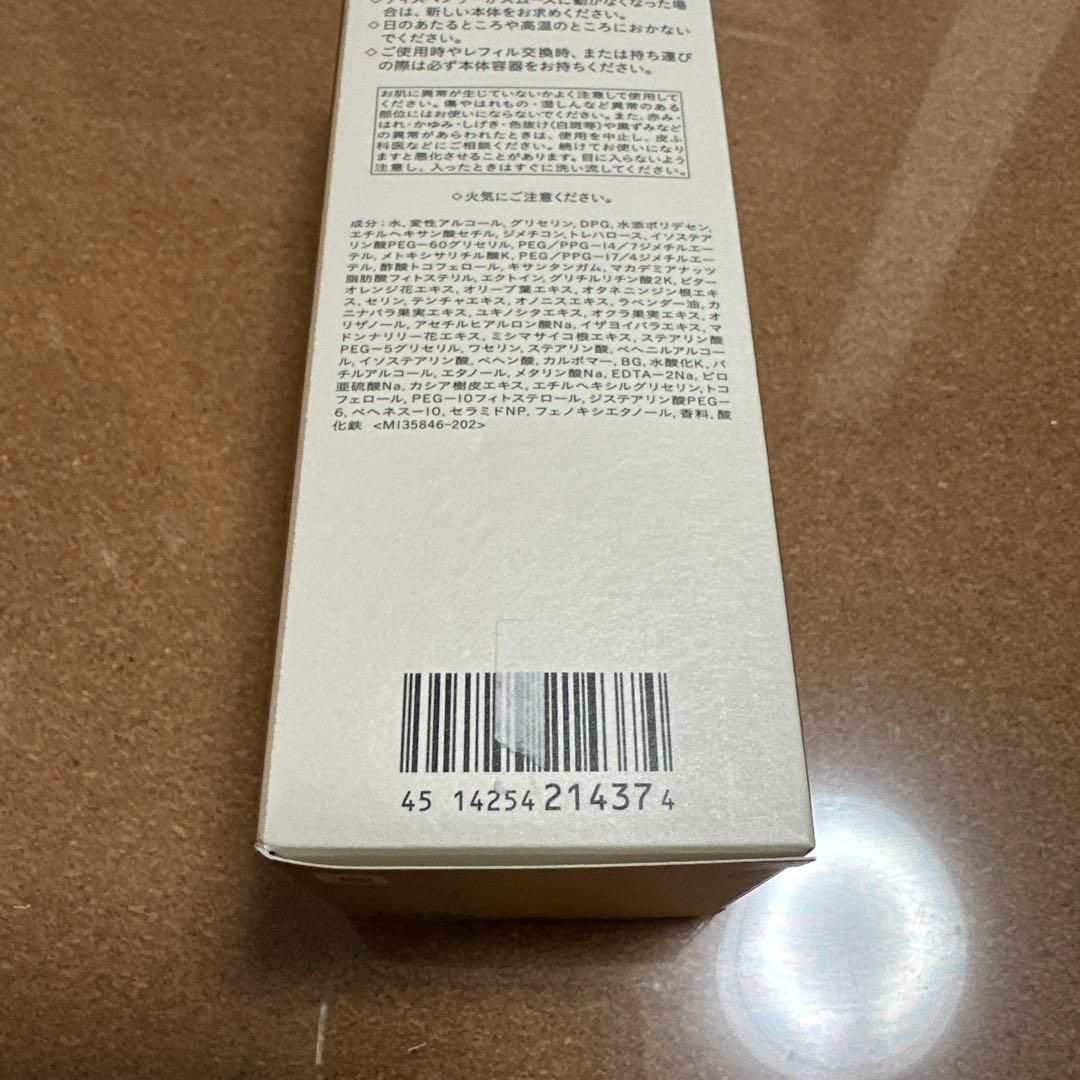 ◇ディスペンサーがスムーズに動かなくなった場
合は、新しい本体をお求めください。
◇日のあたるところや高温のところにおかない
でください。
◇ご使用時やレフィル交換時、または持ち運び
の際は必ず本体容器をお持ちください。
お肌に異常が生じていないかよく注意して使用して
ください。傷やはれもの・湿しんなど異常のある
部位にはお使いにならないでください。また、赤み・
はれ・かゆみ・しげき・色抜け(白斑等)や黒ずみなど
の異常があらわれたときは、使用を中止し、皮ふ
科医などにご相談ください。続けてお使いになり
ますと悪化させることがあります。目に入らないよう
注意し、入ったときはすぐに洗い流してください。
◇火気にご注意ください。
成分:水,変性アルコール,グリセリン,DPG,水添ポリデセン,
エチルヘキサン酸セチル,ジメチコン,トレハロース,イソステア
リン酸PEG-60グリセリル,PEG/PPG-14/7ジメチルエー
テル,メトキシサリチル酸K,PEG/PPG-17/4ジメチルエー
テル,酢酸トコフェロール,キサンタンガム,マカデミアナッツ
脂肪酸フィトステリル,エクトイン,グリチルリチン酸2K,ビター
オレンジ花エキス,オリーブ葉エキス,オタネニンジン根エキ
ス,セリン,テンチャエキス,オノニスエキス,ラベンダー油,カ
ニナバラ果実エキス,ユキノシタエキス,オクラ果実エキス,オ
リザノール,アセチルヒアルロン酸Na,イザヨイバラエキス,マ
ドンナリリー花エキス,ミシマサイコ根エキス,ステアリン酸
PEG-5グリセリル,ワセリン,ステアリン酸,ベヘニルアルコー
ル,イソステアリン酸,ベヘン酸,カルボマー,BG,水酸化K,バ
チルアルコール,エタノール,メタリン酸Na,EDTA-2Na,ピロ
亜硫酸Na,カシア樹皮エキス,エチルヘキシルグリセリン,トコ
フェロール,PEG-10フィトステロール,ジステアリン酸PEG-
6,ベヘネス-10,セラミドNP,フェノキシエタノール,香料,酸
化鉄 <MI35846-202>
45 14254 214374